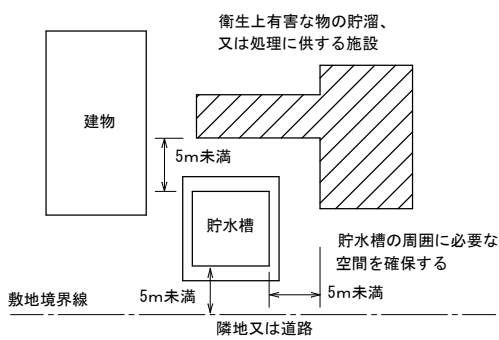 衛生上有害な物の貯溜、
又は処理に供する施設
建物
5m未満
貯水槽
貯水槽の周囲に必要な
空間を確保する
敷地境界線
5m未満
5m未満
隣地又は道路